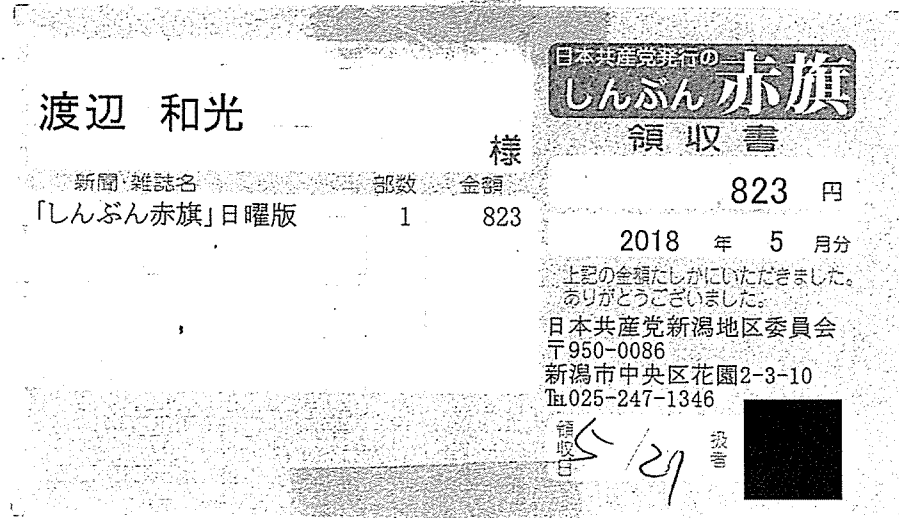 渡辺 和光
様
新聞・雑誌名 部数 金額
「しんぶん赤旗」日曜版 1 823
日本共産党発行の
しんぶん赤旗
領収書
823 円
2018 年 5 月分
上記の金額たしかにいただきました。
ありがとうございました。
日本共産党新潟地区委員会
〒950-0086
新潟市中央区花園2-3-10
℡025-247-1346
領収日 5/29 扱者